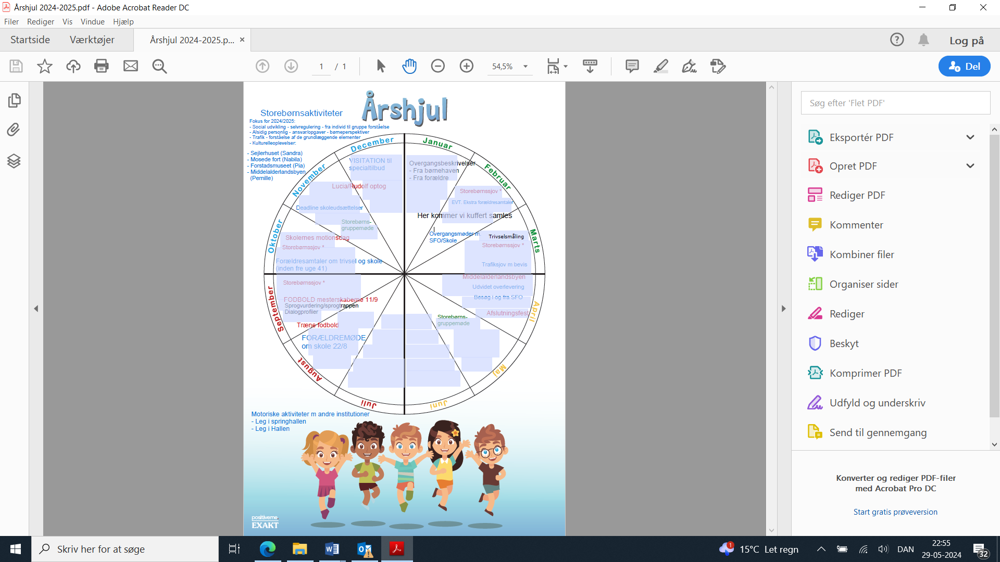 Årshjul 2024-2025.pdf - Adobe Acrobat Reader DC
Filer Rediger Vis Vindue Hjælp
Startside Værktøjer Årshjul 2024-2025.p... Log på
1 / 1 54,5% Del
Årshjul
Storebørnsaktiviteter
Fokus for 2024/2025:
- Social udvikling - selvregulering - fra individ til gruppe forståelse
- Alsidig personlig - ansvar/opgaver - børneperspektiver
- Trafik - forståelse af de grundlæggende elementer
- Kulturelleoplevelser:
- Sejlerhuset (Sandra)
- Mosede fort (Nabila)
- Forstadsmuseet (Pia)
- Middelalderlandsbyen
(Pernille)
Januar
Overgangsbeskrivelser
- Fra børnehaven
- Fra forældre
Februar
Storebørnssjov *
EVT. Ekstra forældresamtaler
Her kommer vi kuffert samles
Overgangsmøder m.
SFO/Skole
Marts
Trivselsmåling
Storebørnssjov *
Trafiksjov m bevis
April
Middelalderlandsbyen
Udvidet overlevering
Besøg i og fra SFO
Afslutningsfest
Maj
Storebørns-
gruppemøde
Juni
Juli
August
FORÆLDREMØDE
om skole 22/8
Træne fodbold
September
Storebørnssjov *
FODBOLD mesterskaberne 11/9
Sprogvurdering/sprogtrappen
Dialogprofiler
Oktober
Skolernes motionsdag
Storebørnssjov *
Forældresamtaler om trivsel og skole
(inden fre uge 41)
November
Deadline skoleudsættelser
Storebørns-
gruppemøde
December
VISITATION til
specialtilbud
Lucia/Rudolf optog
Motoriske aktiviteter m andre institutioner
- Leg i springhallen
- Leg i Hallen
positiverne
EXAKT
Søg efter 'Flet PDF'
Eksportér PDF
Opret PDF
Rediger PDF
Kommenter
Kombiner filer
Organiser sider
Rediger
Beskyt
Komprimer PDF
Udfyld og underskriv
Send til gennemgang
Konverter og rediger PDF-filer
med Acrobat Pro DC
Start gratis prøveversion
Skriv her for at søge
1
15°C Let regn
DAN
22:55
29-05-2024
32